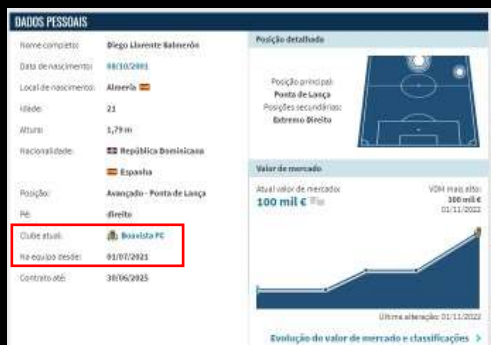 DADOS PESSOAIS
Nome completo: Diego Llorente Balmerón
Data de nascimento: 08/10/2001
Local de nascimento: Almería
Idade: 21
Altura: 1,79 m
Nacionalidade: República Dominicana
Espanha
Posição: Avançado - Ponta de Lança
Pé: direito
Clube atual: Boavista FC
Na equipa desde: 01/07/2021
Contrato até: 30/06/2025
Posição detalhada
Posição principal:
Ponta de Lança
Posições secundárias:
Extremo Direito
Valor de mercado
Atual valor de mercado:
100 mil €
VDM mais alto:
100 mil €
01/11/2022
Última alteração: 01/11/2022
Evolução do valor de mercado e classificações >